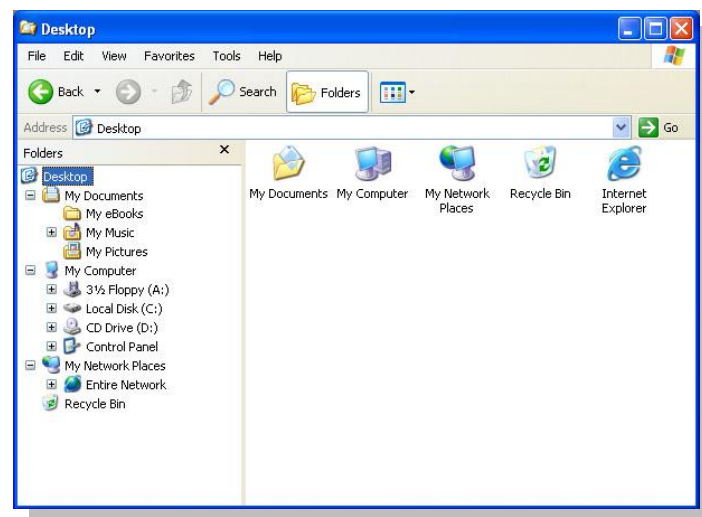 Desktop
File Edit View Favorites Tools Help
Back Search Folders
Address Desktop Go
Folders
Desktop
My Documents
My eBooks
My Music
My Pictures
My Computer
3½ Floppy (A:)
Local Disk (C:)
CD Drive (D:)
Control Panel
My Network Places
Entire Network
Recycle Bin
My Documents My Computer My Network Places Recycle Bin Internet Explorer